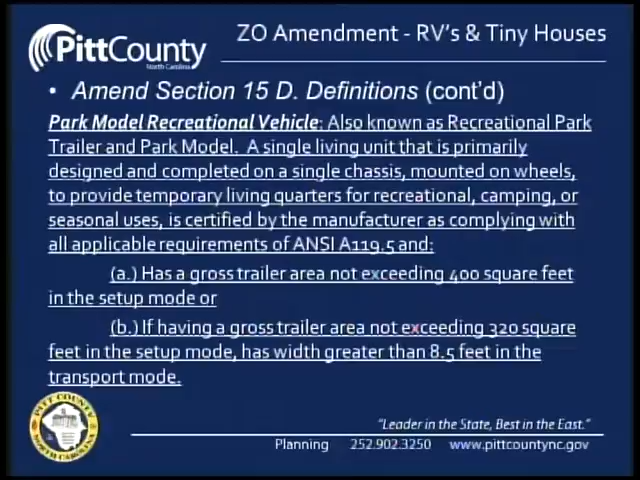 PittCounty
North Carolina
ZO Amendment - RV's & Tiny Houses
• Amend Section 15 D. Definitions (cont'd)
Park Model Recreational Vehicle: Also known as Recreational Park
Trailer and Park Model. A single living unit that is primarily
designed and completed on a single chassis, mounted on wheels,
to provide temporary living quarters for recreational, camping, or
seasonal uses, is certified by the manufacturer as complying with
all applicable requirements of ANSI A119.5 and:
(a.) Has a gross trailer area not exceeding 400 square feet
in the setup mode or
(b.) If having a gross trailer area not exceeding 320 square
feet in the setup mode, has width greater than 8.5 feet in the
transport mode.
PITT COUNTY
NORTH CAROLINA
"Leader in the State, Best in the East."
Planning 252.902.3250 www.pittcountync.gov